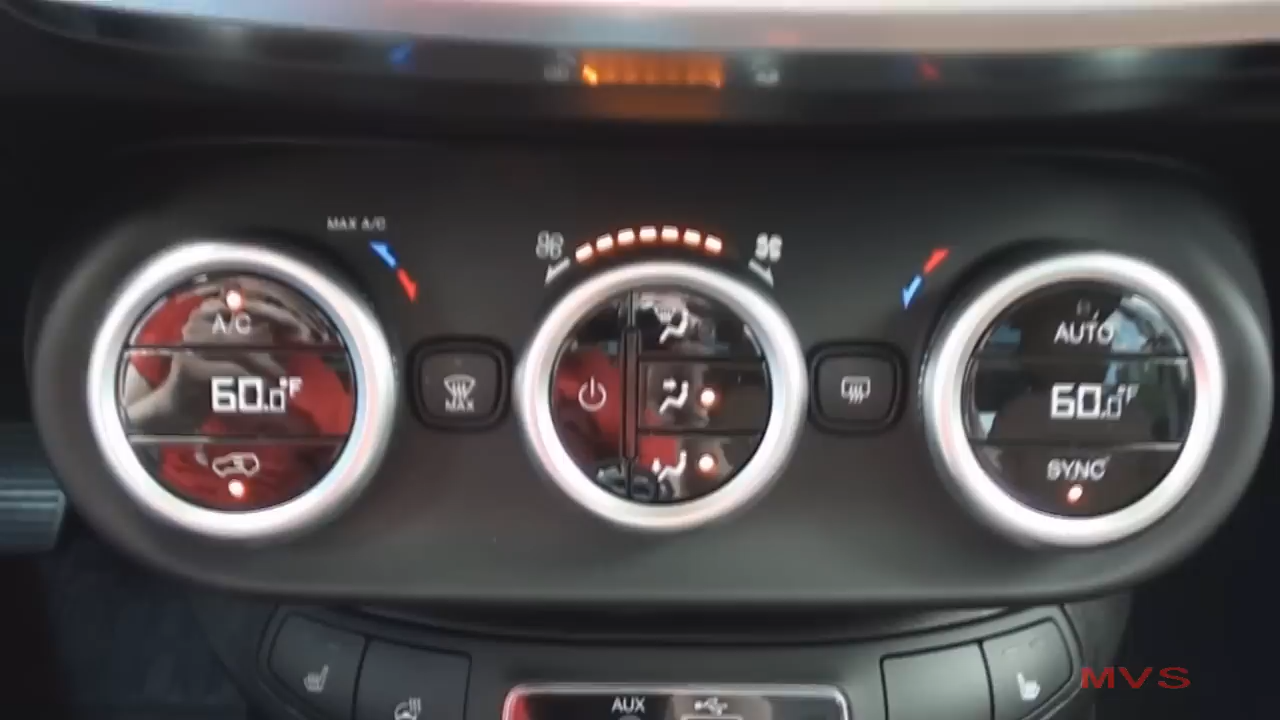 MAX A/C
A/C
60.0°F
MAX
AUTO
60.0°F
SYNC
AUX
MVS